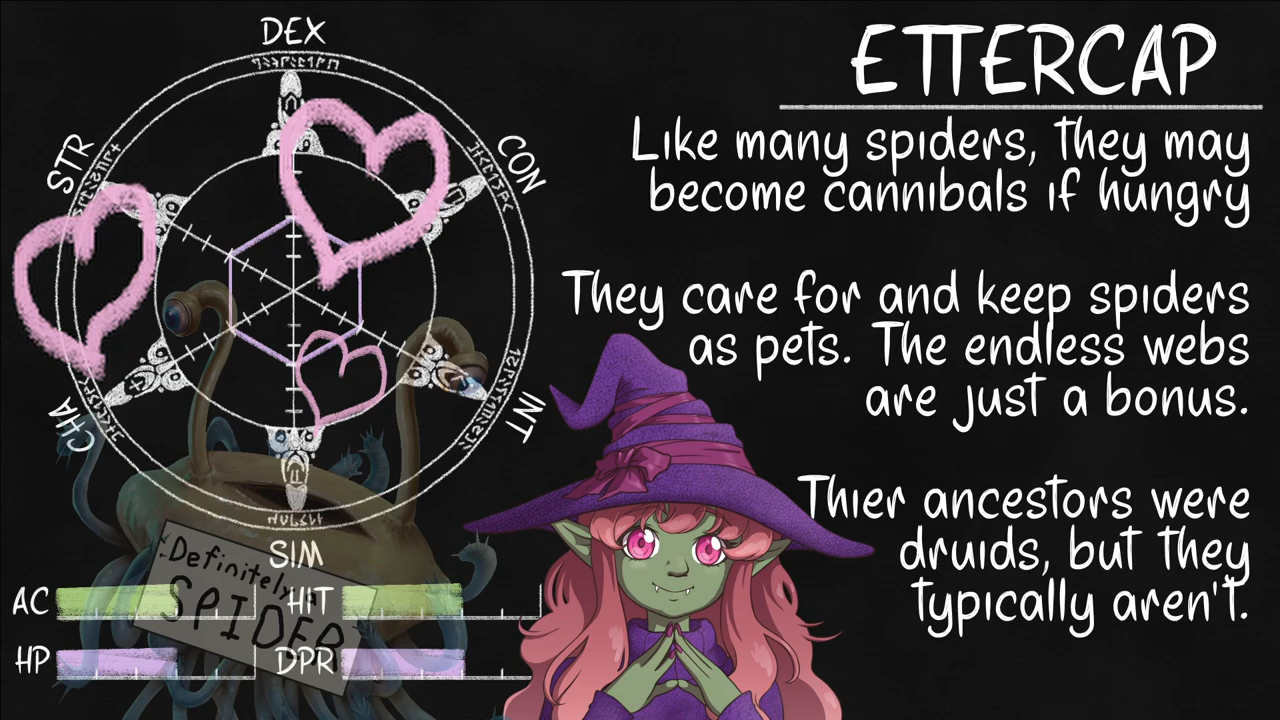 ETTERCAP
Like many spiders, they may
become cannibals if hungry
They care for and keep spiders
as pets. The endless webs
are just a bonus.
Thier ancestors were
druids, but they
typically aren't.
DEX
STR
CON
CHA
INT
SIM
Definitely a
SPIDER
AC
HIT
HP
DPR